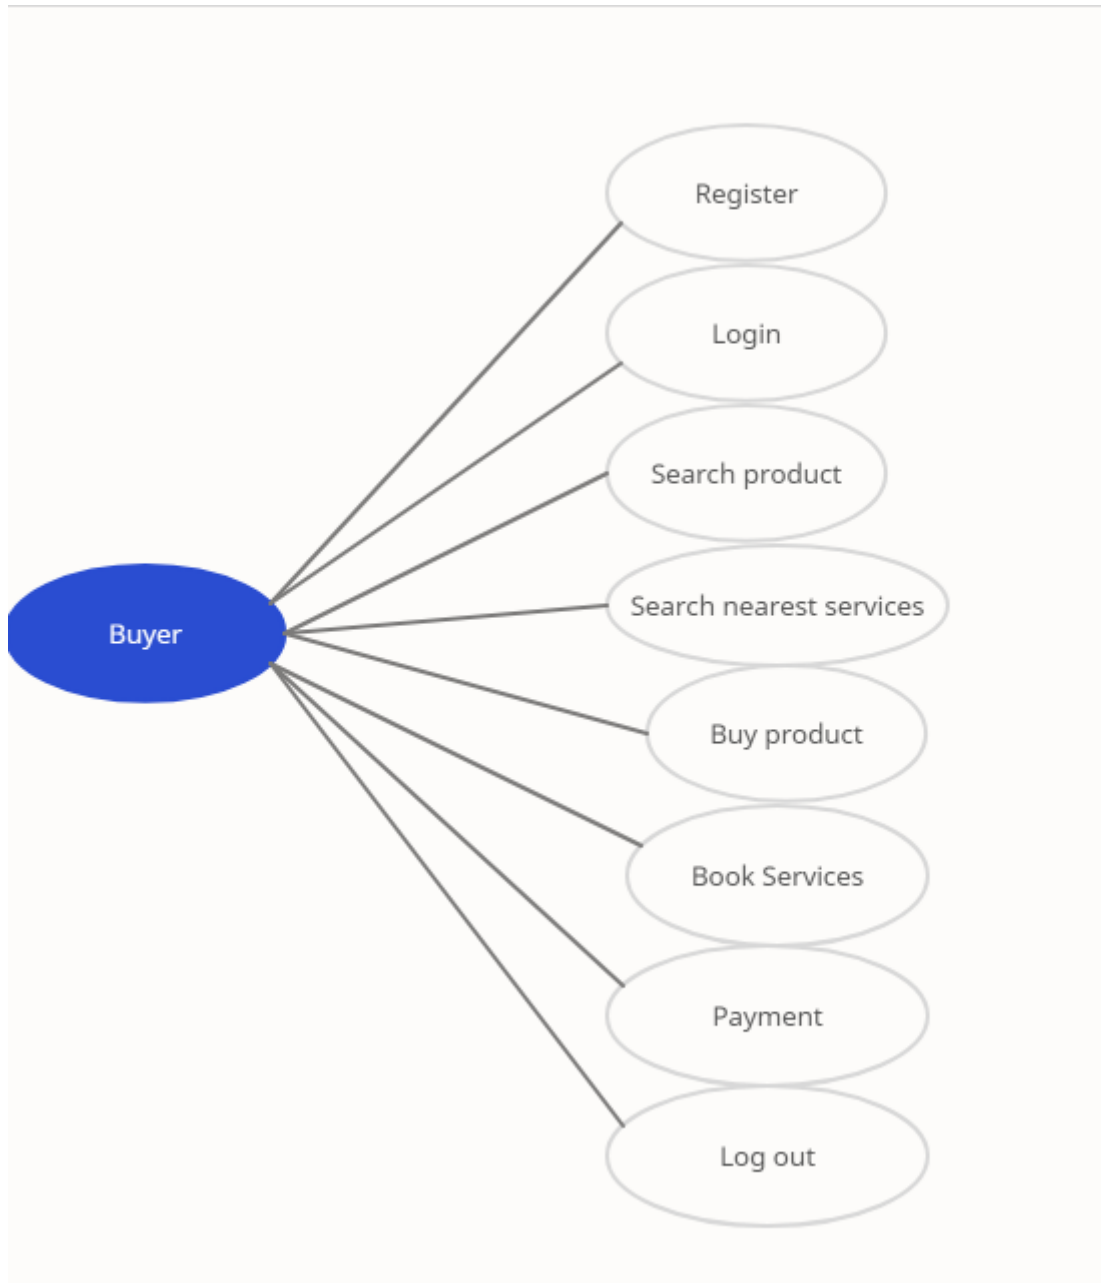 Register
Login
Search product
Search nearest services
Buyer
Buy product
Book Services
Payment
Log out